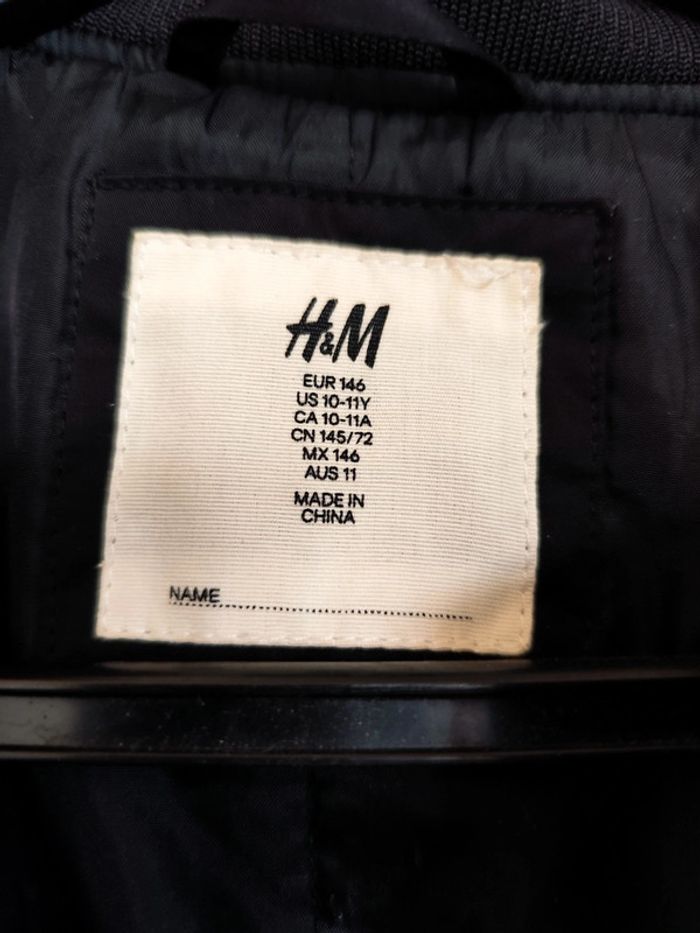 H&M
EUR 146
US 10-11Y
CA 10-11A
CN 145/72
MX 146
AUS 11
MADE IN
CHINA
NAME